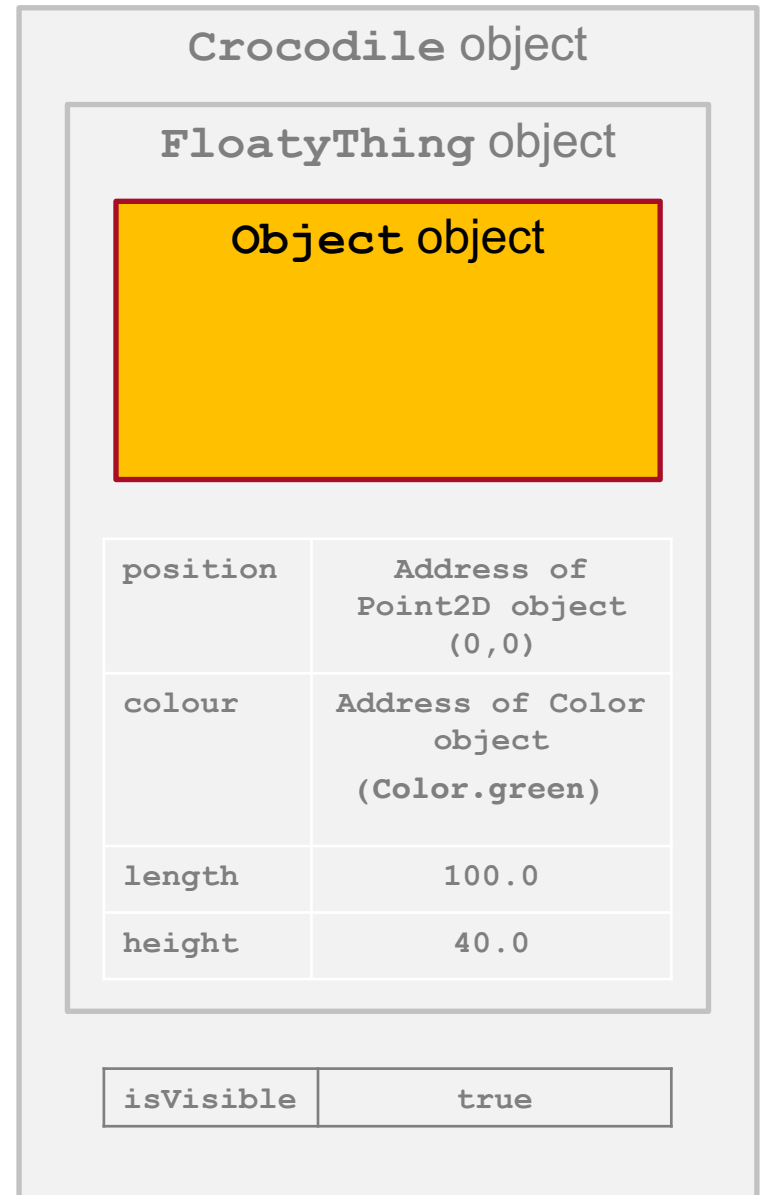 Crocodile object
FloatyThing object
Object object
position Address of
Point2D object
(0,0)
colour Address of Color
object
(Color.green)
length 100.0
height 40.0
isVisible true